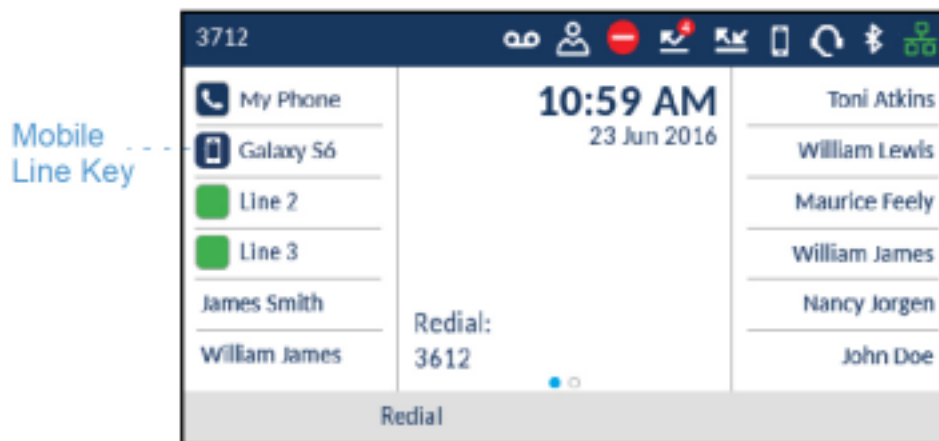 3712
4
Mobile
Line Key
My Phone
Galaxy S6
Line 2
Line 3
James Smith
William James
10:59 AM
23 Jun 2016
Redial:
3612
Toni Atkins
William Lewis
Maurice Feely
William James
Nancy Jorgen
John Doe
Redial